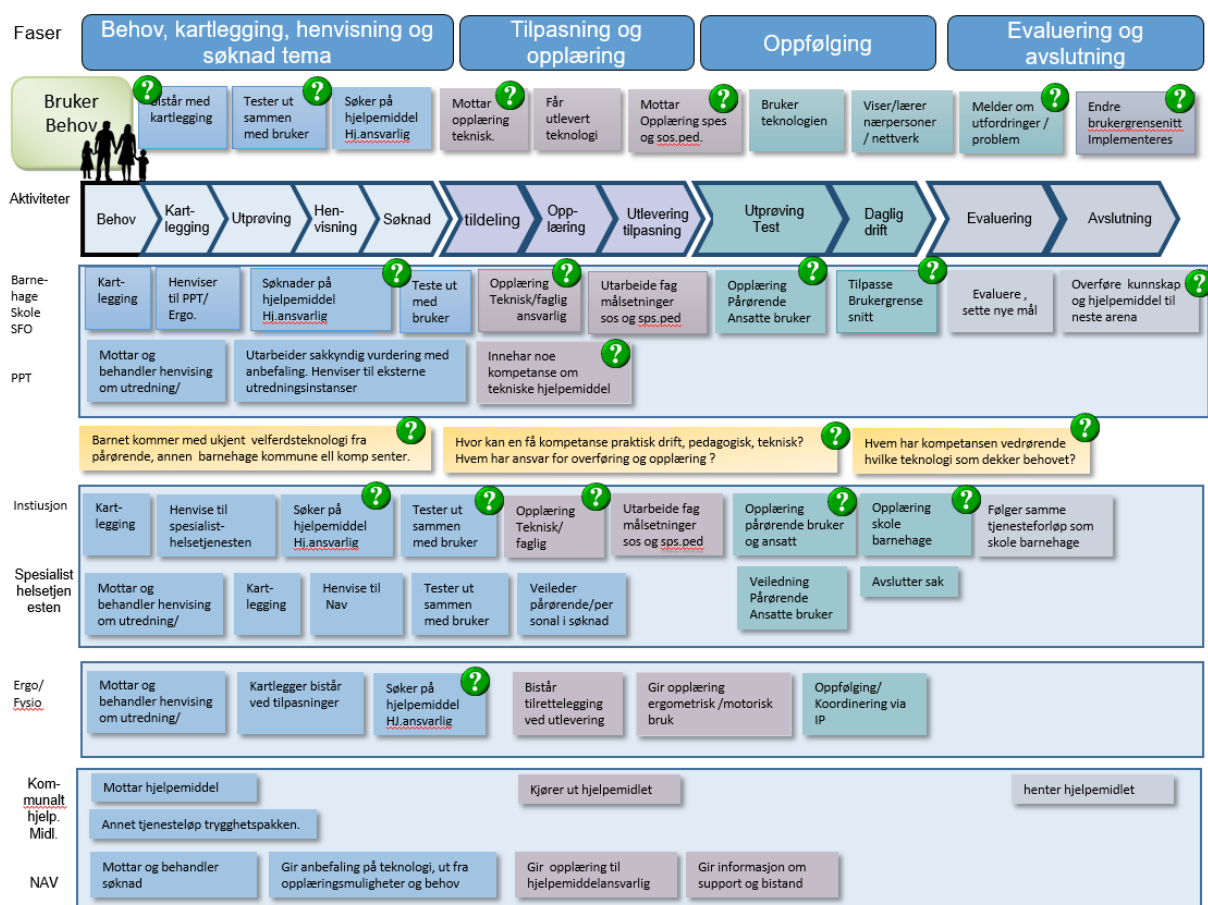 Faser
Behov, kartlegging, henvisning og
søknad tema
Tilpasning og
opplæring
Oppfølging
Evaluering og
avslutning
Bruker
Behov
?
Bistår med
kartlegging
?
Tester ut
sammen
med bruker
Søker på
hjelpemiddel
Hj.ansvarlig
?
Mottar
opplæring
teknisk.
Får
utlevert
teknologi
?
Mottar
Opplæring spes
og sos.ped.
Bruker
teknologien
Viser/lærer
nærpersoner
/ nettverk
?
Melder om
utfordringer /
problem
?
Endre
brukergrensenitt
Implementeres
Aktiviteter
Behov
Kart-
legging
Utprøving
Hen-
visning
Søknad
tildeling
Opp-
læring
Utlevering
tilpasning
Utprøving
Test
Daglig
drift
Evaluering
Avslutning
Barne-
hage
Skole
SFO
Kart-
legging
Henviser
til PPT/
Ergo.
?
Søknader på
hjelpemiddel
Hj.ansvarlig
Teste ut
med
bruker
?
Opplæring
Teknisk/faglig
ansvarlig
Utarbeide fag
målsetninger
sos og sps.ped
?
Opplæring
Pårørende
Ansatte bruker
?
Tilpasse
Brukergrense
snitt
Evaluere ,
sette nye mål
?
Overføre kunnskap
og hjelpemiddel til
neste arena
PPT
Mottar og
behandler henvising
om utredning/
Utarbeider sakkyndig vurdering med
anbefaling. Henviser til eksterne
utredningsinstanser
?
Innehar noe
kompetanse om
tekniske hjelpemiddel
?
Barnet kommer med ukjent velferdsteknologi fra
pårørende, annen barnehage kommune ell komp senter.
?
Hvor kan en få kompetanse praktisk drift, pedagogisk, teknisk?
Hvem har ansvar for overføring og opplæring ?
?
Hvem har kompetansen vedrørende
hvilke teknologi som dekker behovet?
Instiusjon
Kart-
legging
Henvise til
spesialist-
helsetjenesten
?
Søker på
hjelpemiddel
Hj.ansvarlig
?
Tester ut
sammen
med bruker
?
Opplæring
Teknisk/
faglig
Utarbeide fag
målsetninger
sos og sps.ped
?
Opplæring
pårørende bruker
og ansatt
?
Opplæring
skole
barnehage
Følger samme
tjenesteforløp som
skole barnehage
Spesialist
helsetjen
esten
Mottar og
behandler henvising
om utredning/
Kart-
legging
Henvise til
Nav
Tester ut
sammen
med bruker
Veileder
pårørende/per
sonal i søknad
Veiledning
Pårørende
Ansatte bruker
Avslutter sak
Ergo/
Fysio
Mottar og
behandler henvising
om utredning/
Kartlegger bistår
ved tilpasninger
?
Søker på
hjelpemiddel
HJ.ansvarlig
Bistår
tilrettelegging
ved utlevering
Gir opplæring
ergometrisk /motorisk
bruk
Oppfølging/
Koordinering via
IP
Kom-
munalt
hjelp.
Midl.
Mottar hjelpemiddel
Kjører ut hjelpemidlet
henter hjelpemidlet
Annet tjenesteløp trygghetspakken.
NAV
Mottar og behandler
søknad
Gir anbefaling på teknologi, ut fra
opplæringsmuligheter og behov
Gir opplæring til
hjelpemiddelansvarlig
Gir informasjon om
support og bistand